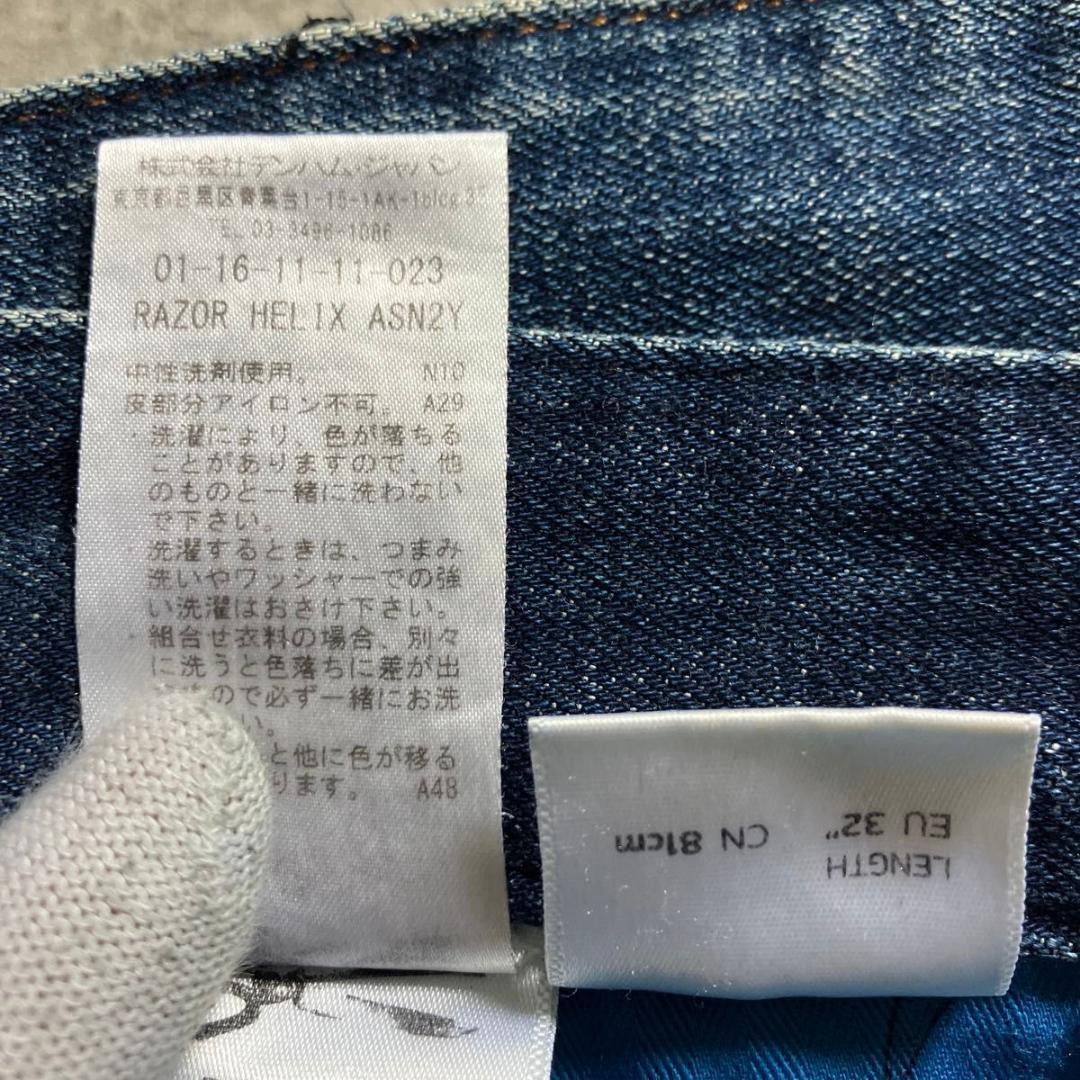 株式会社デンハム・ジャパン
東京都目黒区青葉台1-15-1AK-1bldg 3F
TEL 03-3496-1086
01-16-11-11-023
RAZOR HELIX ASN2Y
中性洗剤使用。 N10
皮部分アイロン不可。 A29
・洗濯により、色が落ちる
ことがありますので、他
のものと一緒に洗わない
で下さい。
・洗濯するときは、つまみ
洗いやワッシャーでの強
い洗濯はおさけ下さい。
・組合せ衣料の場合、別々
に洗うと色落ちに差が出
ので必ず一緒にお洗
い。
と他に色が移る
ります。 A48
LENGTH
EU 32" CN 81cm